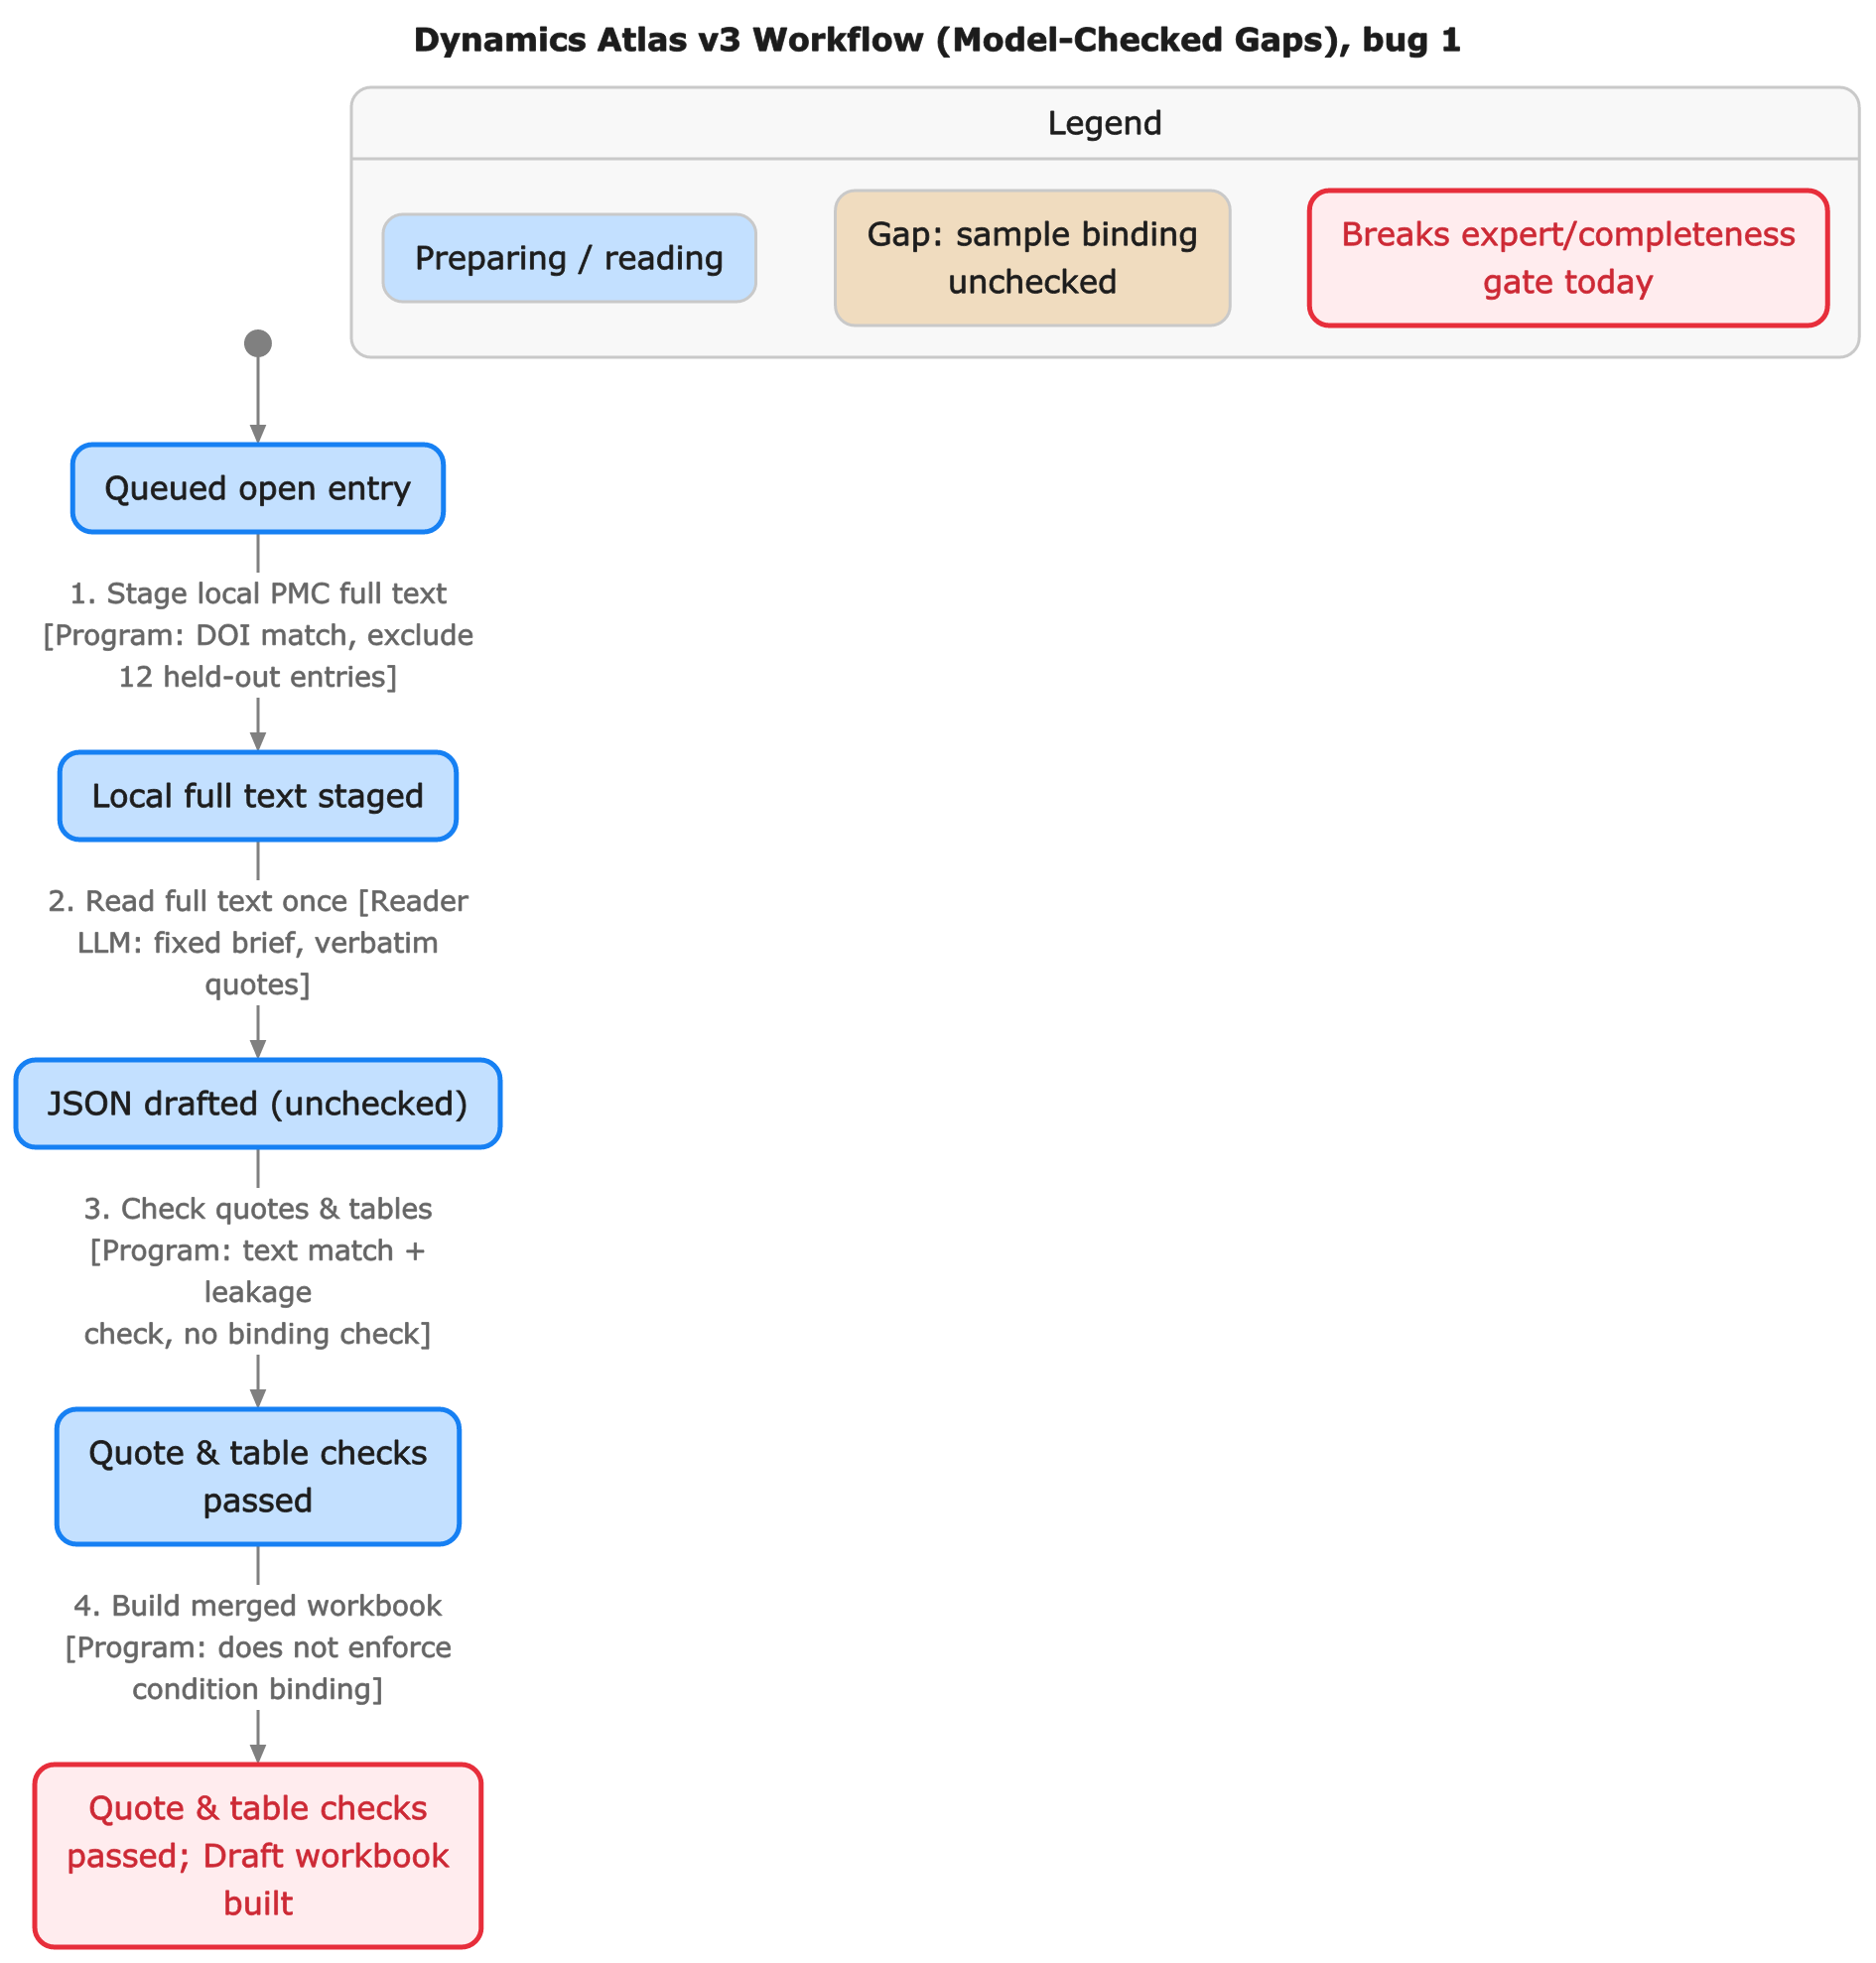 Dynamics Atlas v3 Workflow (Model-Checked Gaps), bug 1
Legend
Preparing / reading
Gap: sample binding
unchecked
Breaks expert/completeness
gate today
Queued open entry
1. Stage local PMC full text
[Program: DOI match, exclude
12 held-out entries]
Local full text staged
2. Read full text once [Reader
LLM: fixed brief, verbatim
quotes]
JSON drafted (unchecked)
3. Check quotes & tables
[Program: text match +
leakage
check, no binding check]
Quote & table checks
passed
4. Build merged workbook
[Program: does not enforce
condition binding]
Quote & table checks
passed; Draft workbook
built